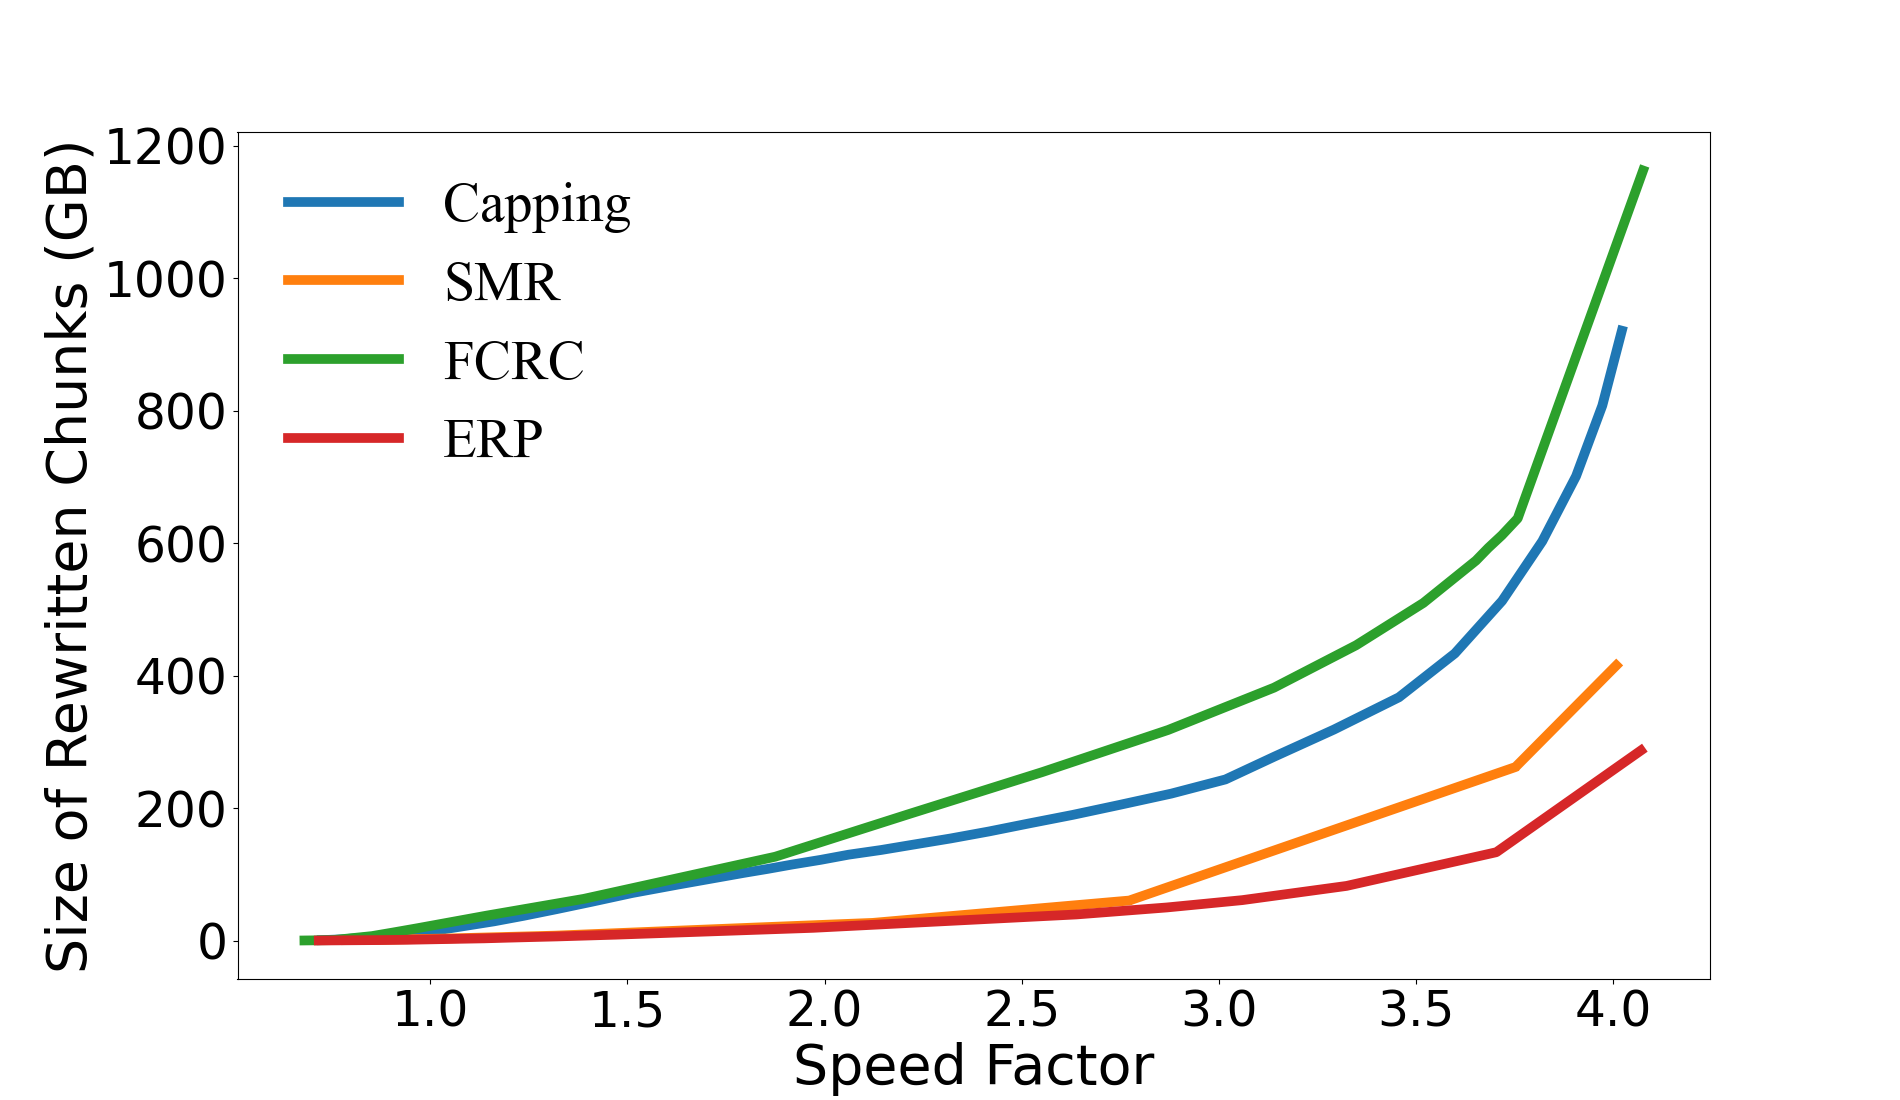 Size of Rewritten Chunks (GB)
1200
1000
800
600
400
200
0
Capping
SMR
FCRC
ERP
1.0 1.5 2.0 2.5 3.0 3.5 4.0
Speed Factor